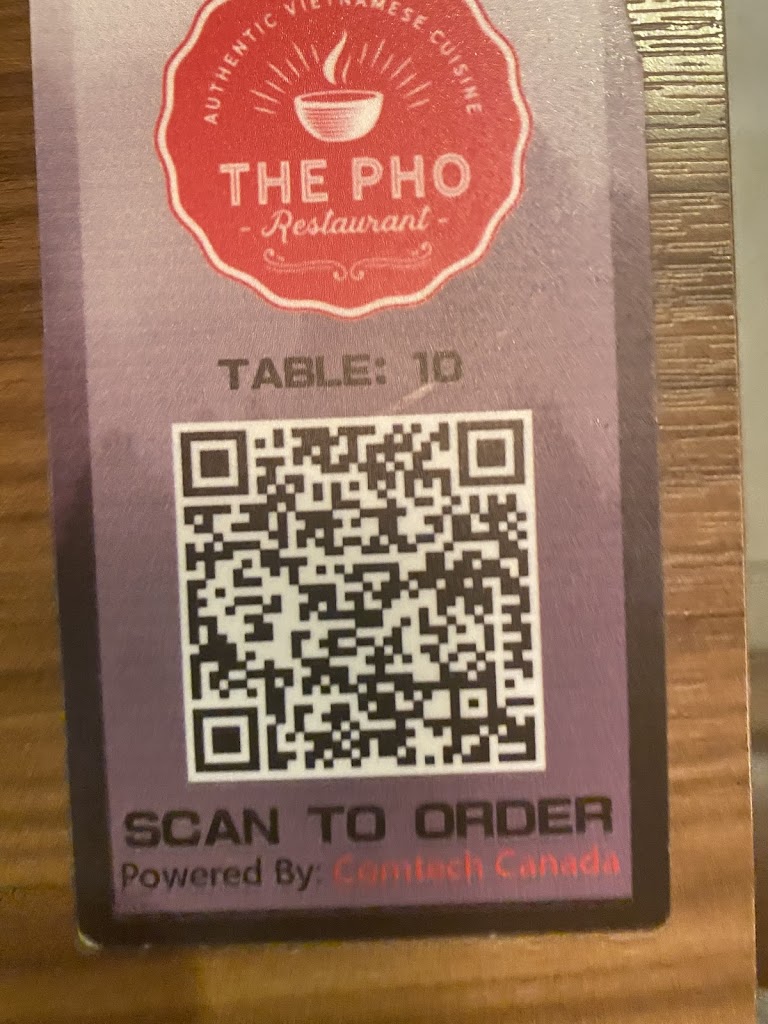 AUTHENTIC VIETNAMESE CUISINE
THE PHO
- Restaurant -
TABLE: 10
SCAN TO ORDER
Powered By: Comtech Canada